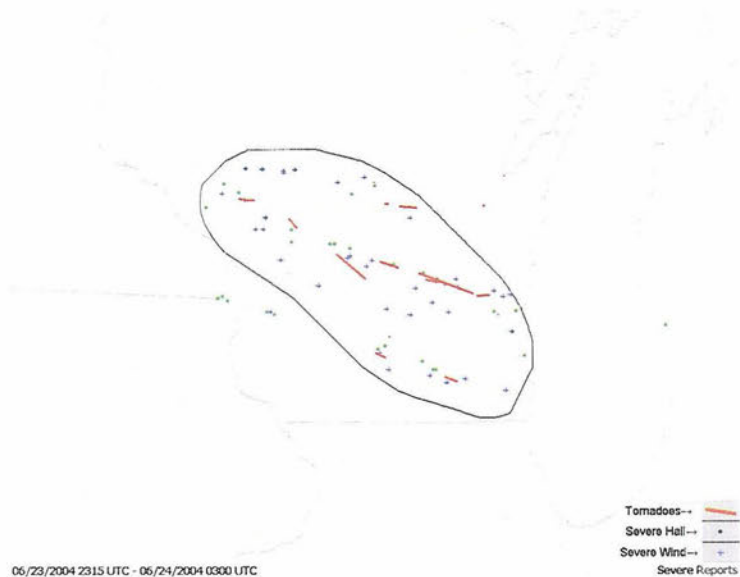 Tornadoes→
Severe Hail→
Severe Wind→
06/23/2004 2315 UTC - 06/24/2004 0300 UTC
Severe Reports